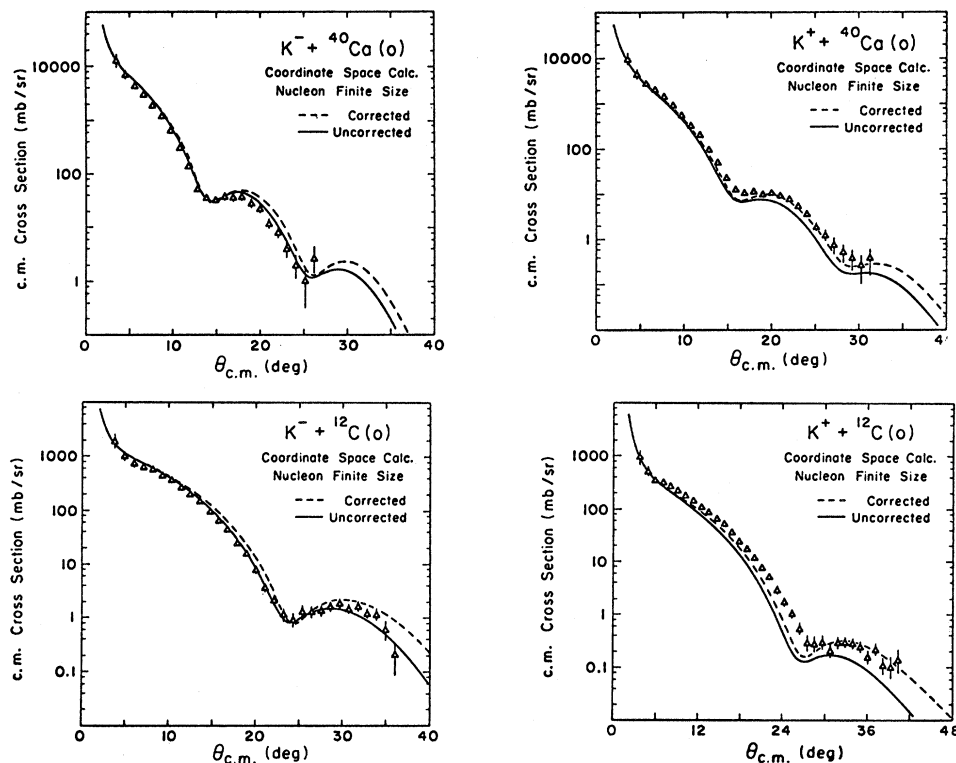 K⁻ + ⁴⁰Ca (o)
Coordinate Space Calc.
Nucleon Finite Size
--- Corrected
— Uncorrected
c.m. Cross Section (mb/sr)
10000
100
1
0 10 20 30 40
θc.m. (deg)
K⁺ + ⁴⁰Ca (o)
Coordinate Space Calc.
Nucleon Finite Size
--- Corrected
— Uncorrected
c.m. Cross Section (mb/sr)
10000
100
1
0 10 20 30 40
θc.m. (deg)
K⁻ + ¹²C (o)
Coordinate Space Calc.
Nucleon Finite Size
--- Corrected
— Uncorrected
c.m. Cross Section (mb/sr)
1000
100
10
1
0.1
0 10 20 30 40
θc.m. (deg)
K⁺ + ¹²C (o)
Coordinate Space Calc.
Nucleon Finite Size
--- Corrected
— Uncorrected
c.m. Cross Section (mb/sr)
1000
100
10
1
0.1
0 12 24 36 48
θc.m. (deg)